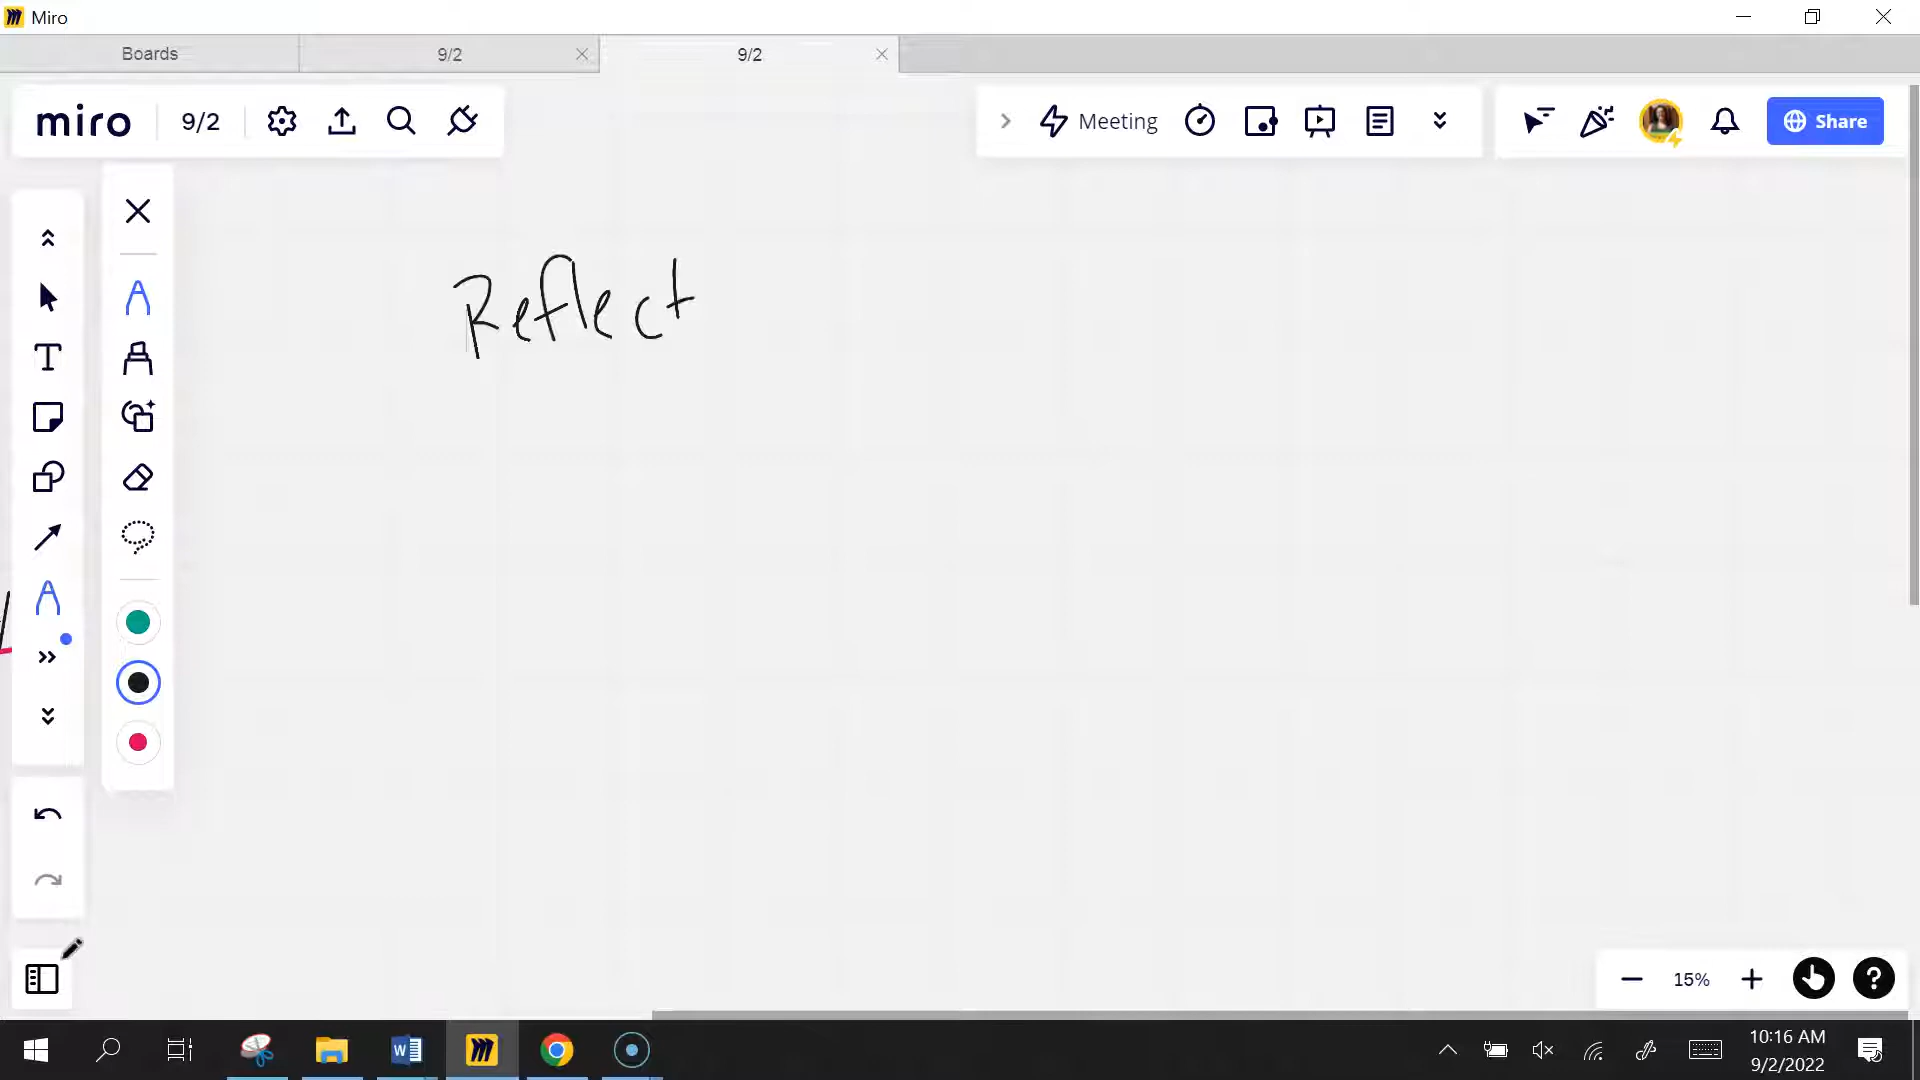 Miro
Boards 9/2 9/2
miro 9/2 Meeting Share
Reflect
15%
10:16 AM
9/2/2022